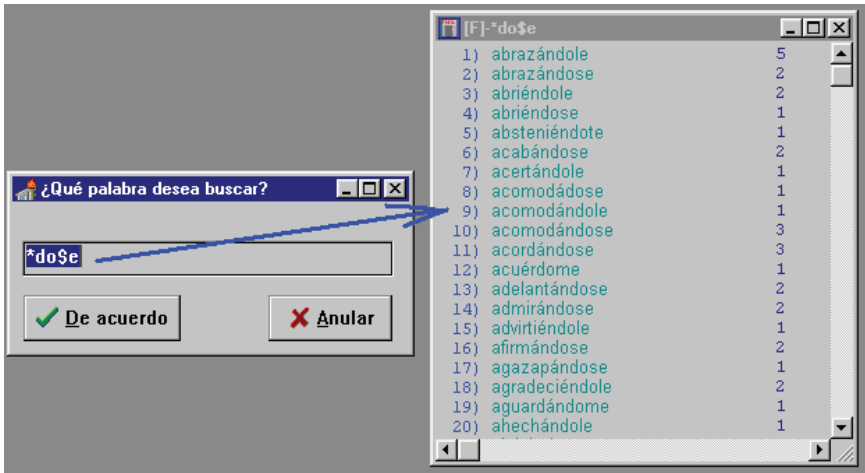 ¿Qué palabra desea buscar?
*do$e
De acuerdo
Anular
[F]-*do$e
1) abrazándole 5
2) abrazándose 2
3) abriéndole 2
4) abriéndose 1
5) absteniéndote 1
6) acabándose 2
7) acertándole 1
8) acomodádose 1
9) acomodándole 1
10) acomodándose 3
11) acordándose 3
12) acuérdome 1
13) adelantándose 2
14) admirándose 2
15) advirtiéndole 1
16) afirmándose 2
17) agazapándose 1
18) agradeciéndole 2
19) aguardándome 1
20) ahechándole 1